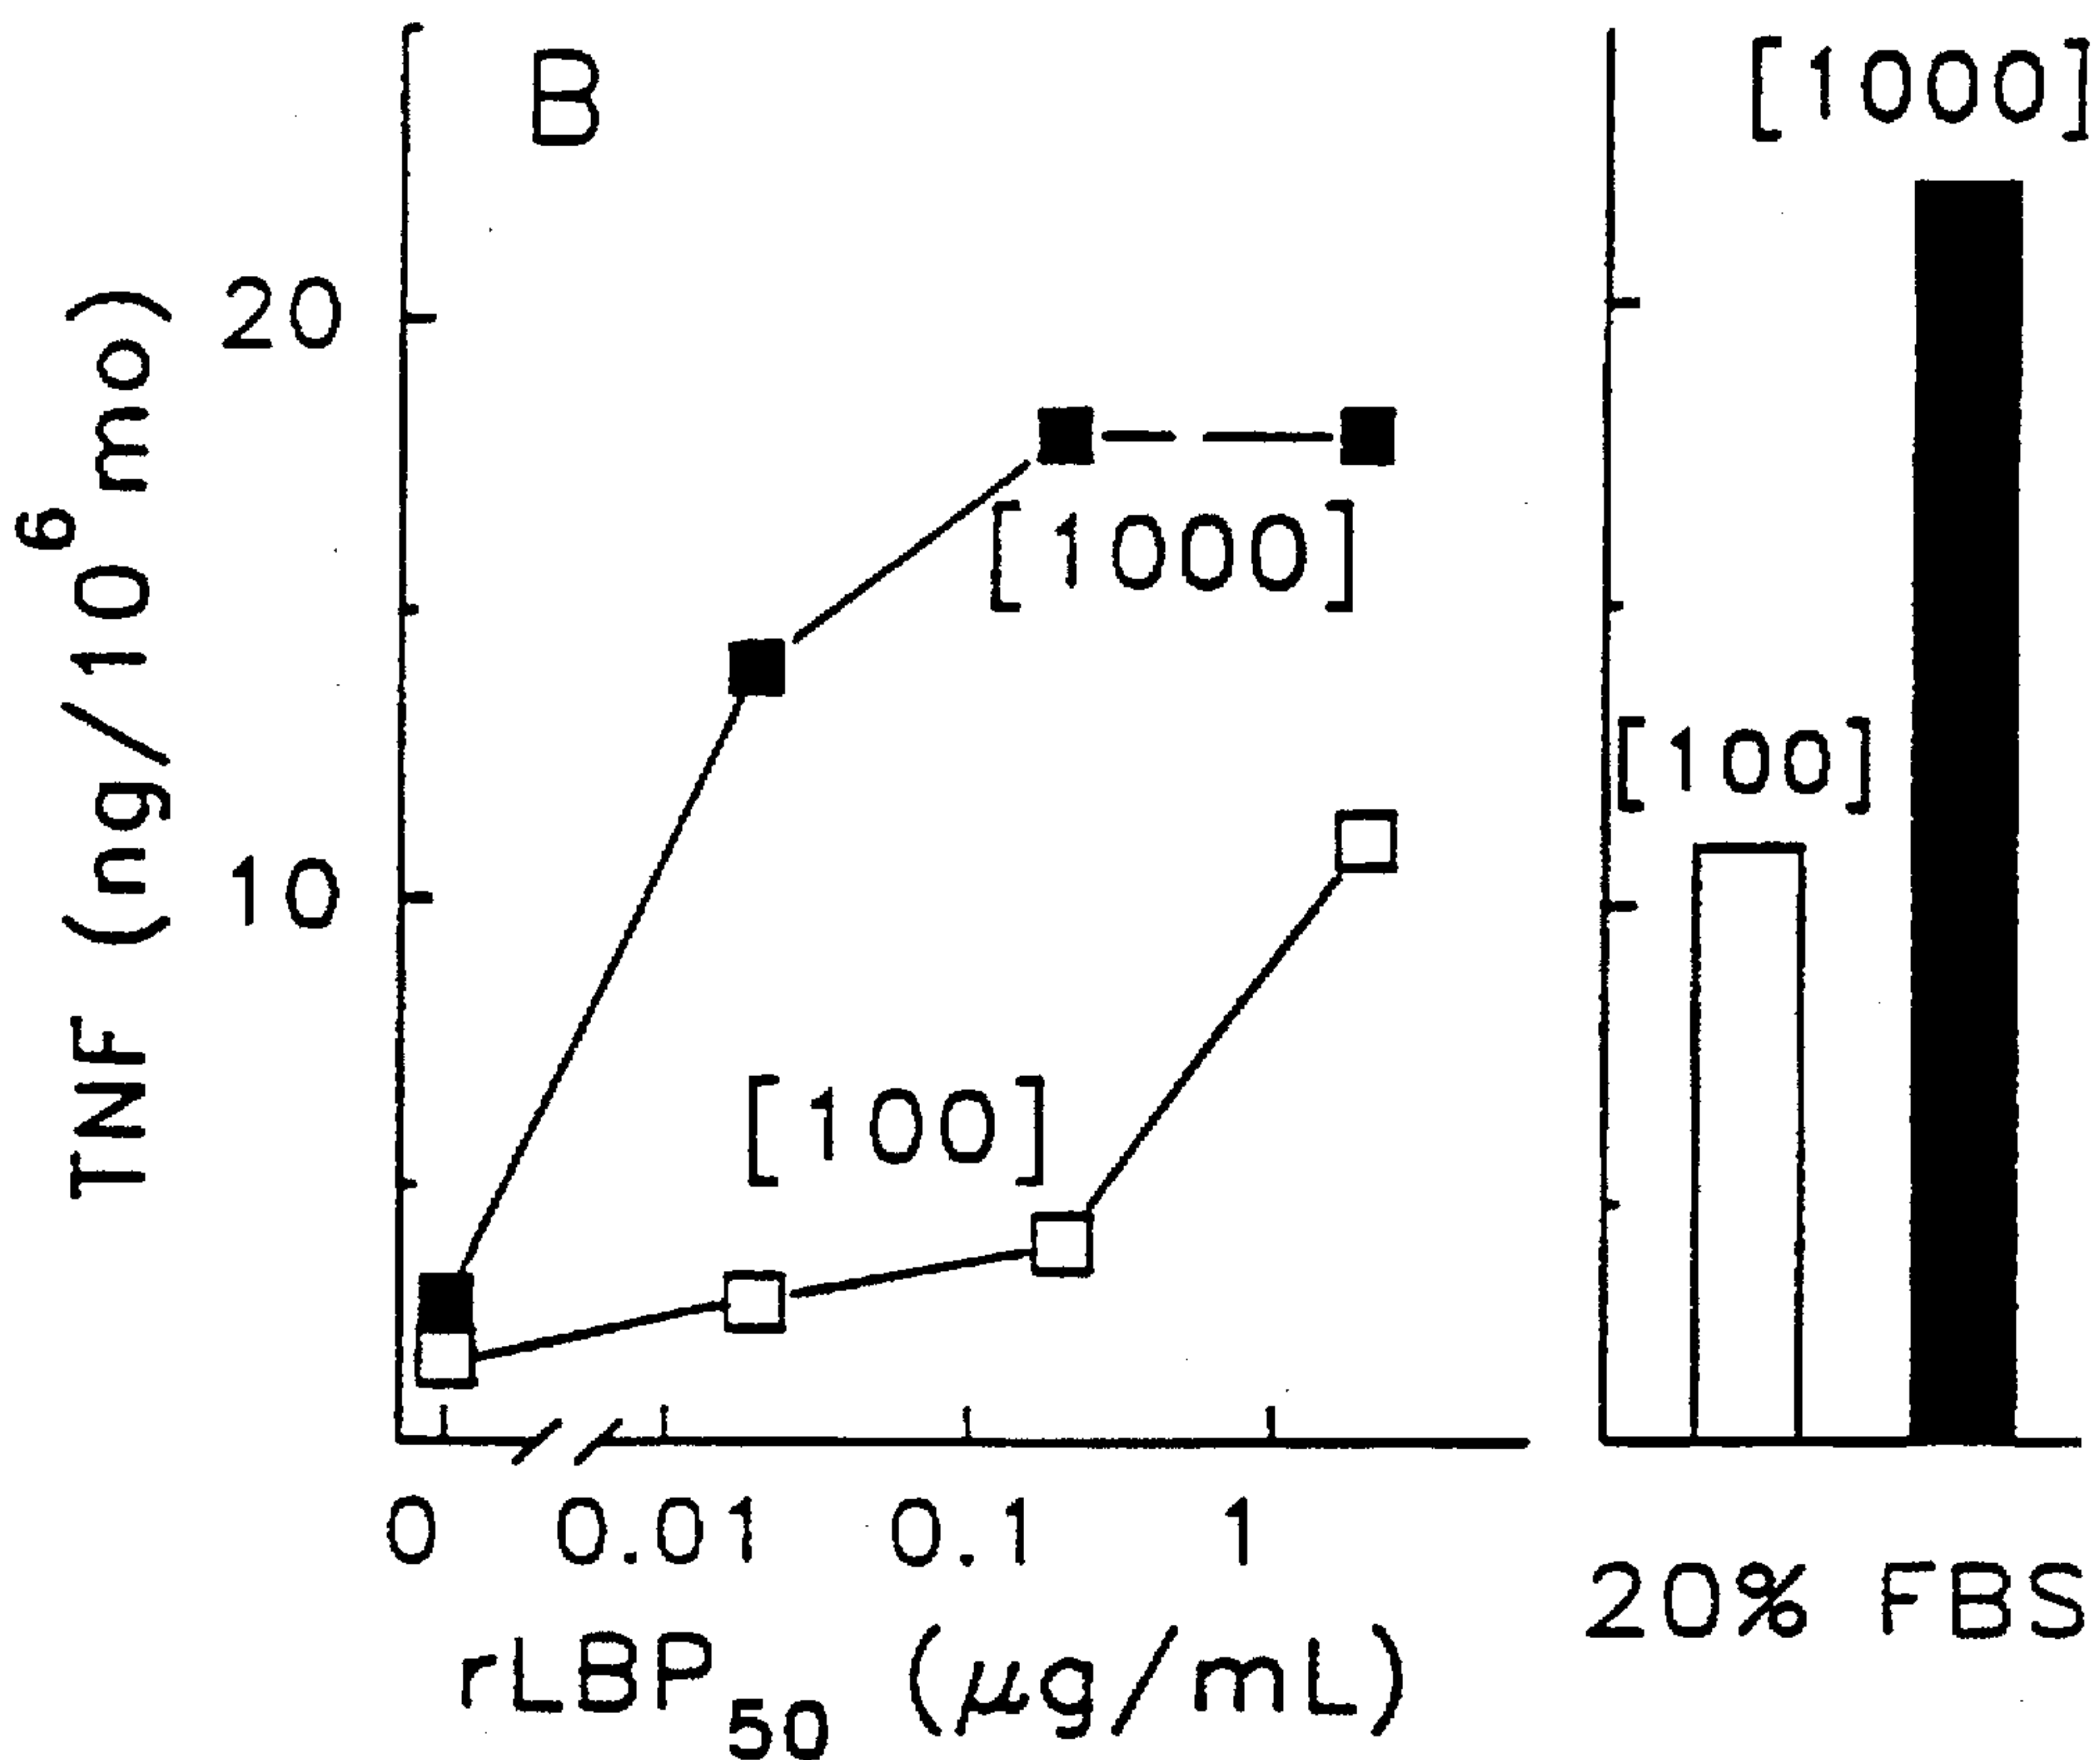 B
[1000]
20
[1000]
[100]
10
[100]
TNF (ng/10⁶ mo)
0 0.01 0.1 1
20% FBS
rLBP₅₀ (μg/mL)